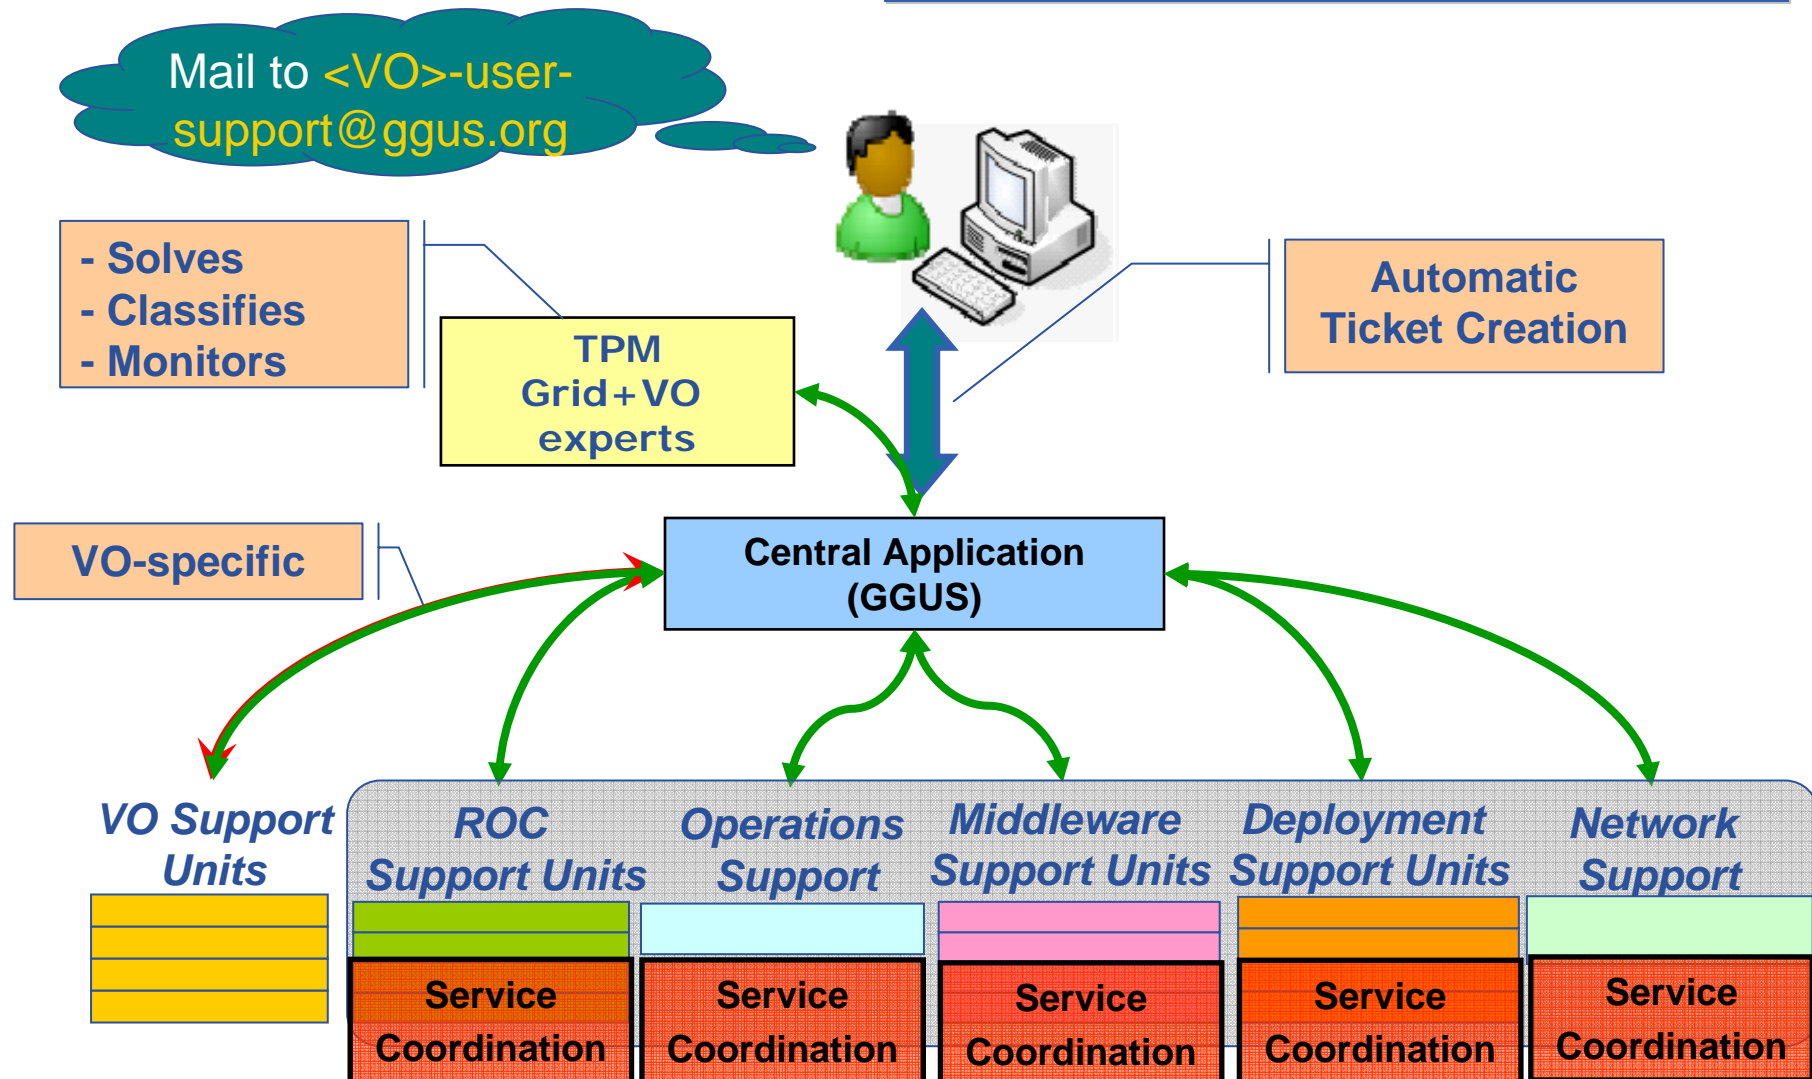 Mail to <VO>-user-
support@ggus.org
- Solves
- Classifies
- Monitors
TPM
Grid+VO
experts
Automatic
Ticket Creation
VO-specific
Central Application
(GGUS)
VO Support
Units
ROC
Support Units
Operations
Support
Middleware
Support Units
Deployment
Support Units
Network
Support
Service
Coordination
Service
Coordination
Service
Coordination
Service
Coordination
Service
Coordination